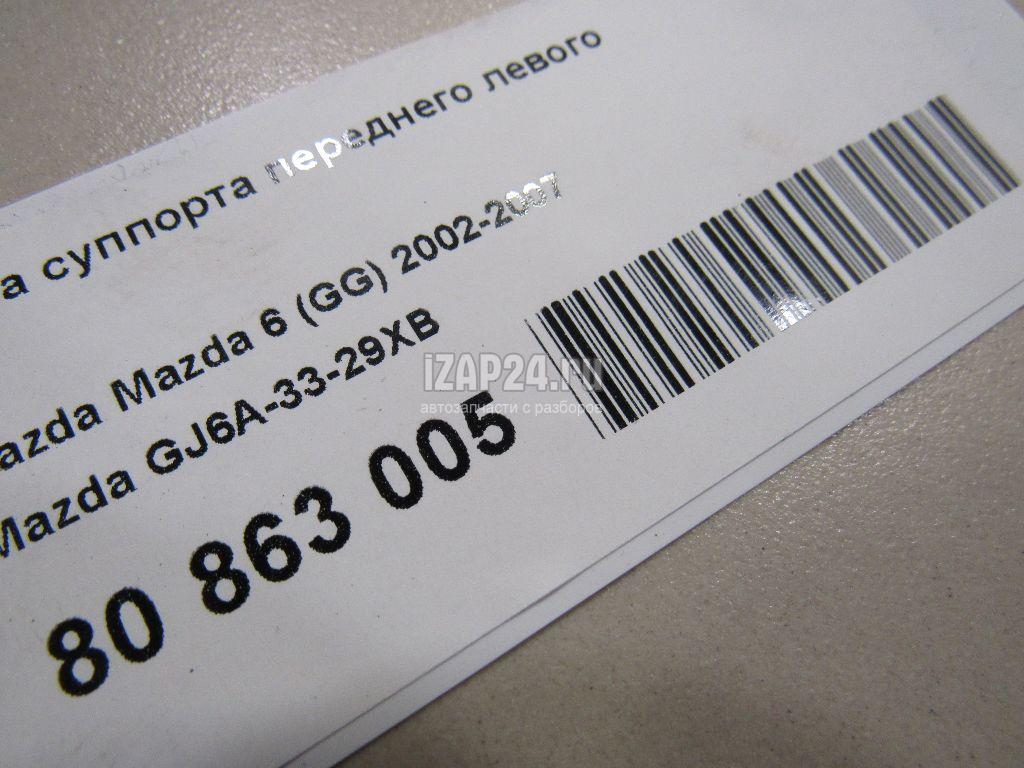 а суппорта переднего левого
azda Mazda 6 (GG) 2002-2007
Mazda GJ6A-33-29XB
80 863 005
iZAP24.ru
автозапчасти с разборов